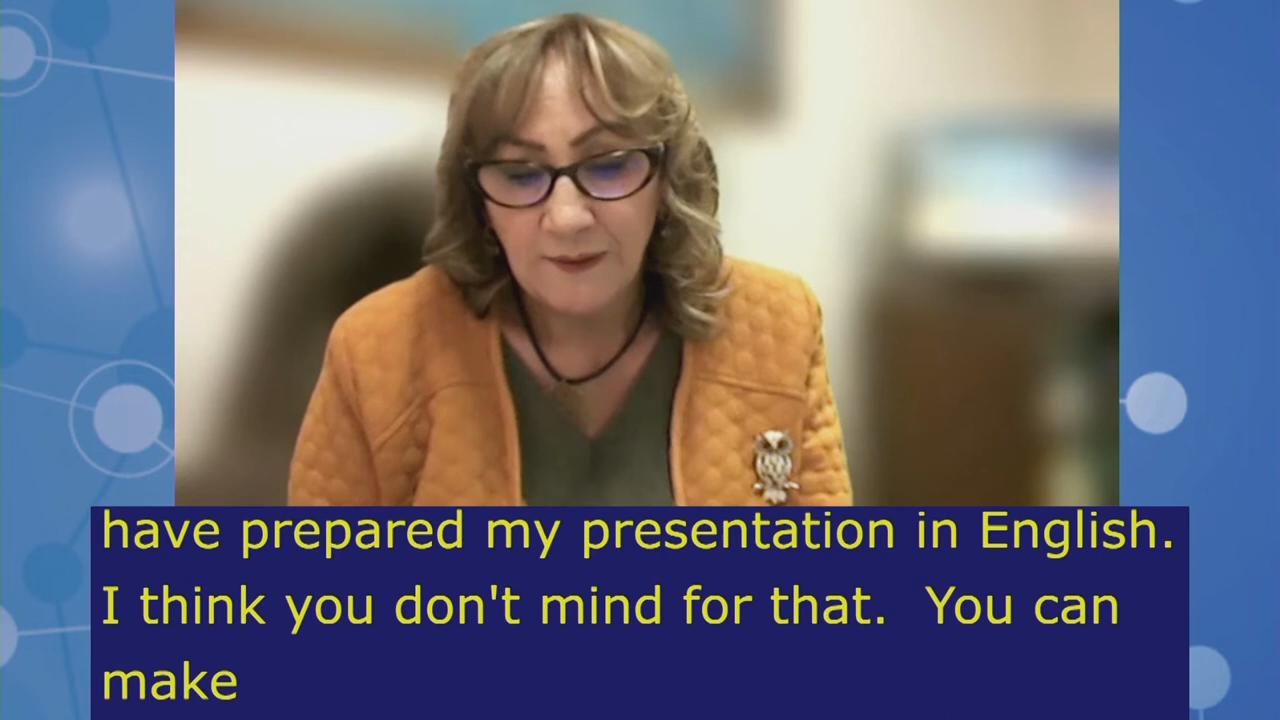 have prepared my presentation in English.
I think you don't mind for that.  You can
make